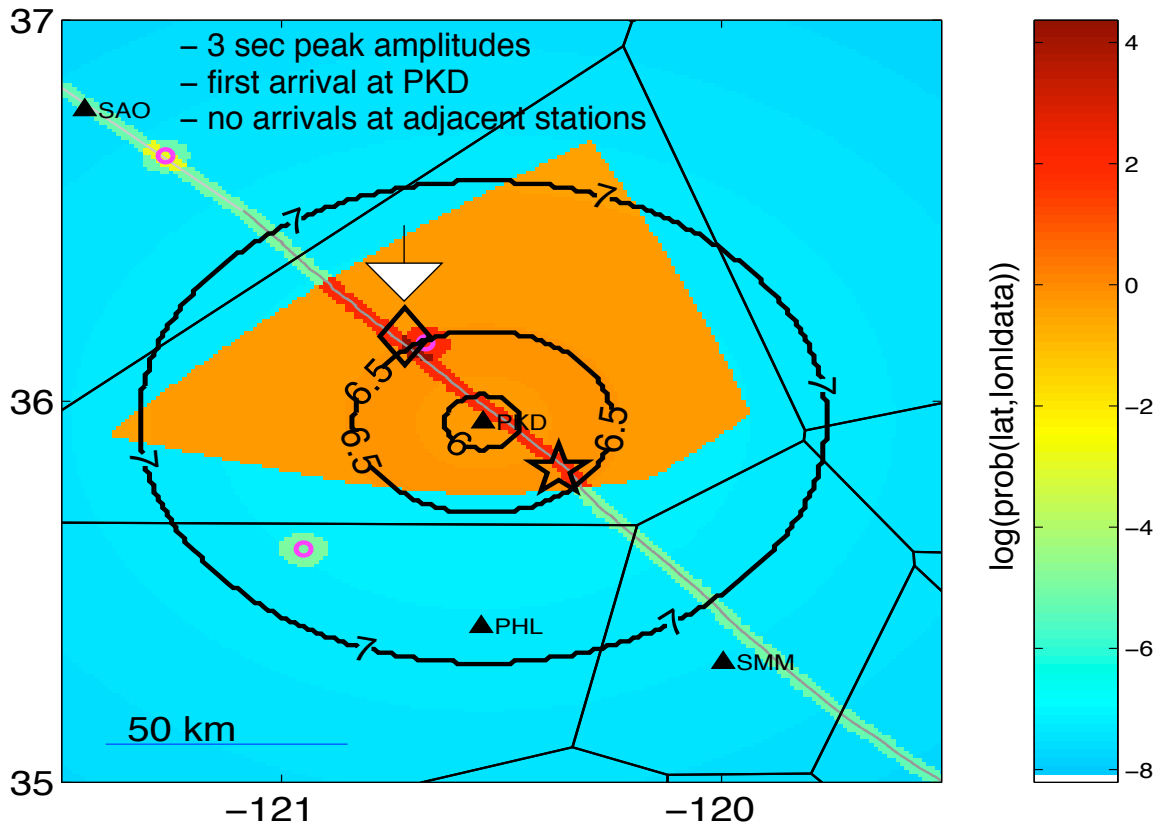 37
– 3 sec peak amplitudes
– first arrival at PKD
– no arrivals at adjacent stations
SAO
7
7
36
6.5
6.5
6.5
6
PKD
7
7
7
7
PHL
SMM
50 km
35
−121
−120
4
2
0
−2
−4
−6
−8
log(prob(lat,lon|data))